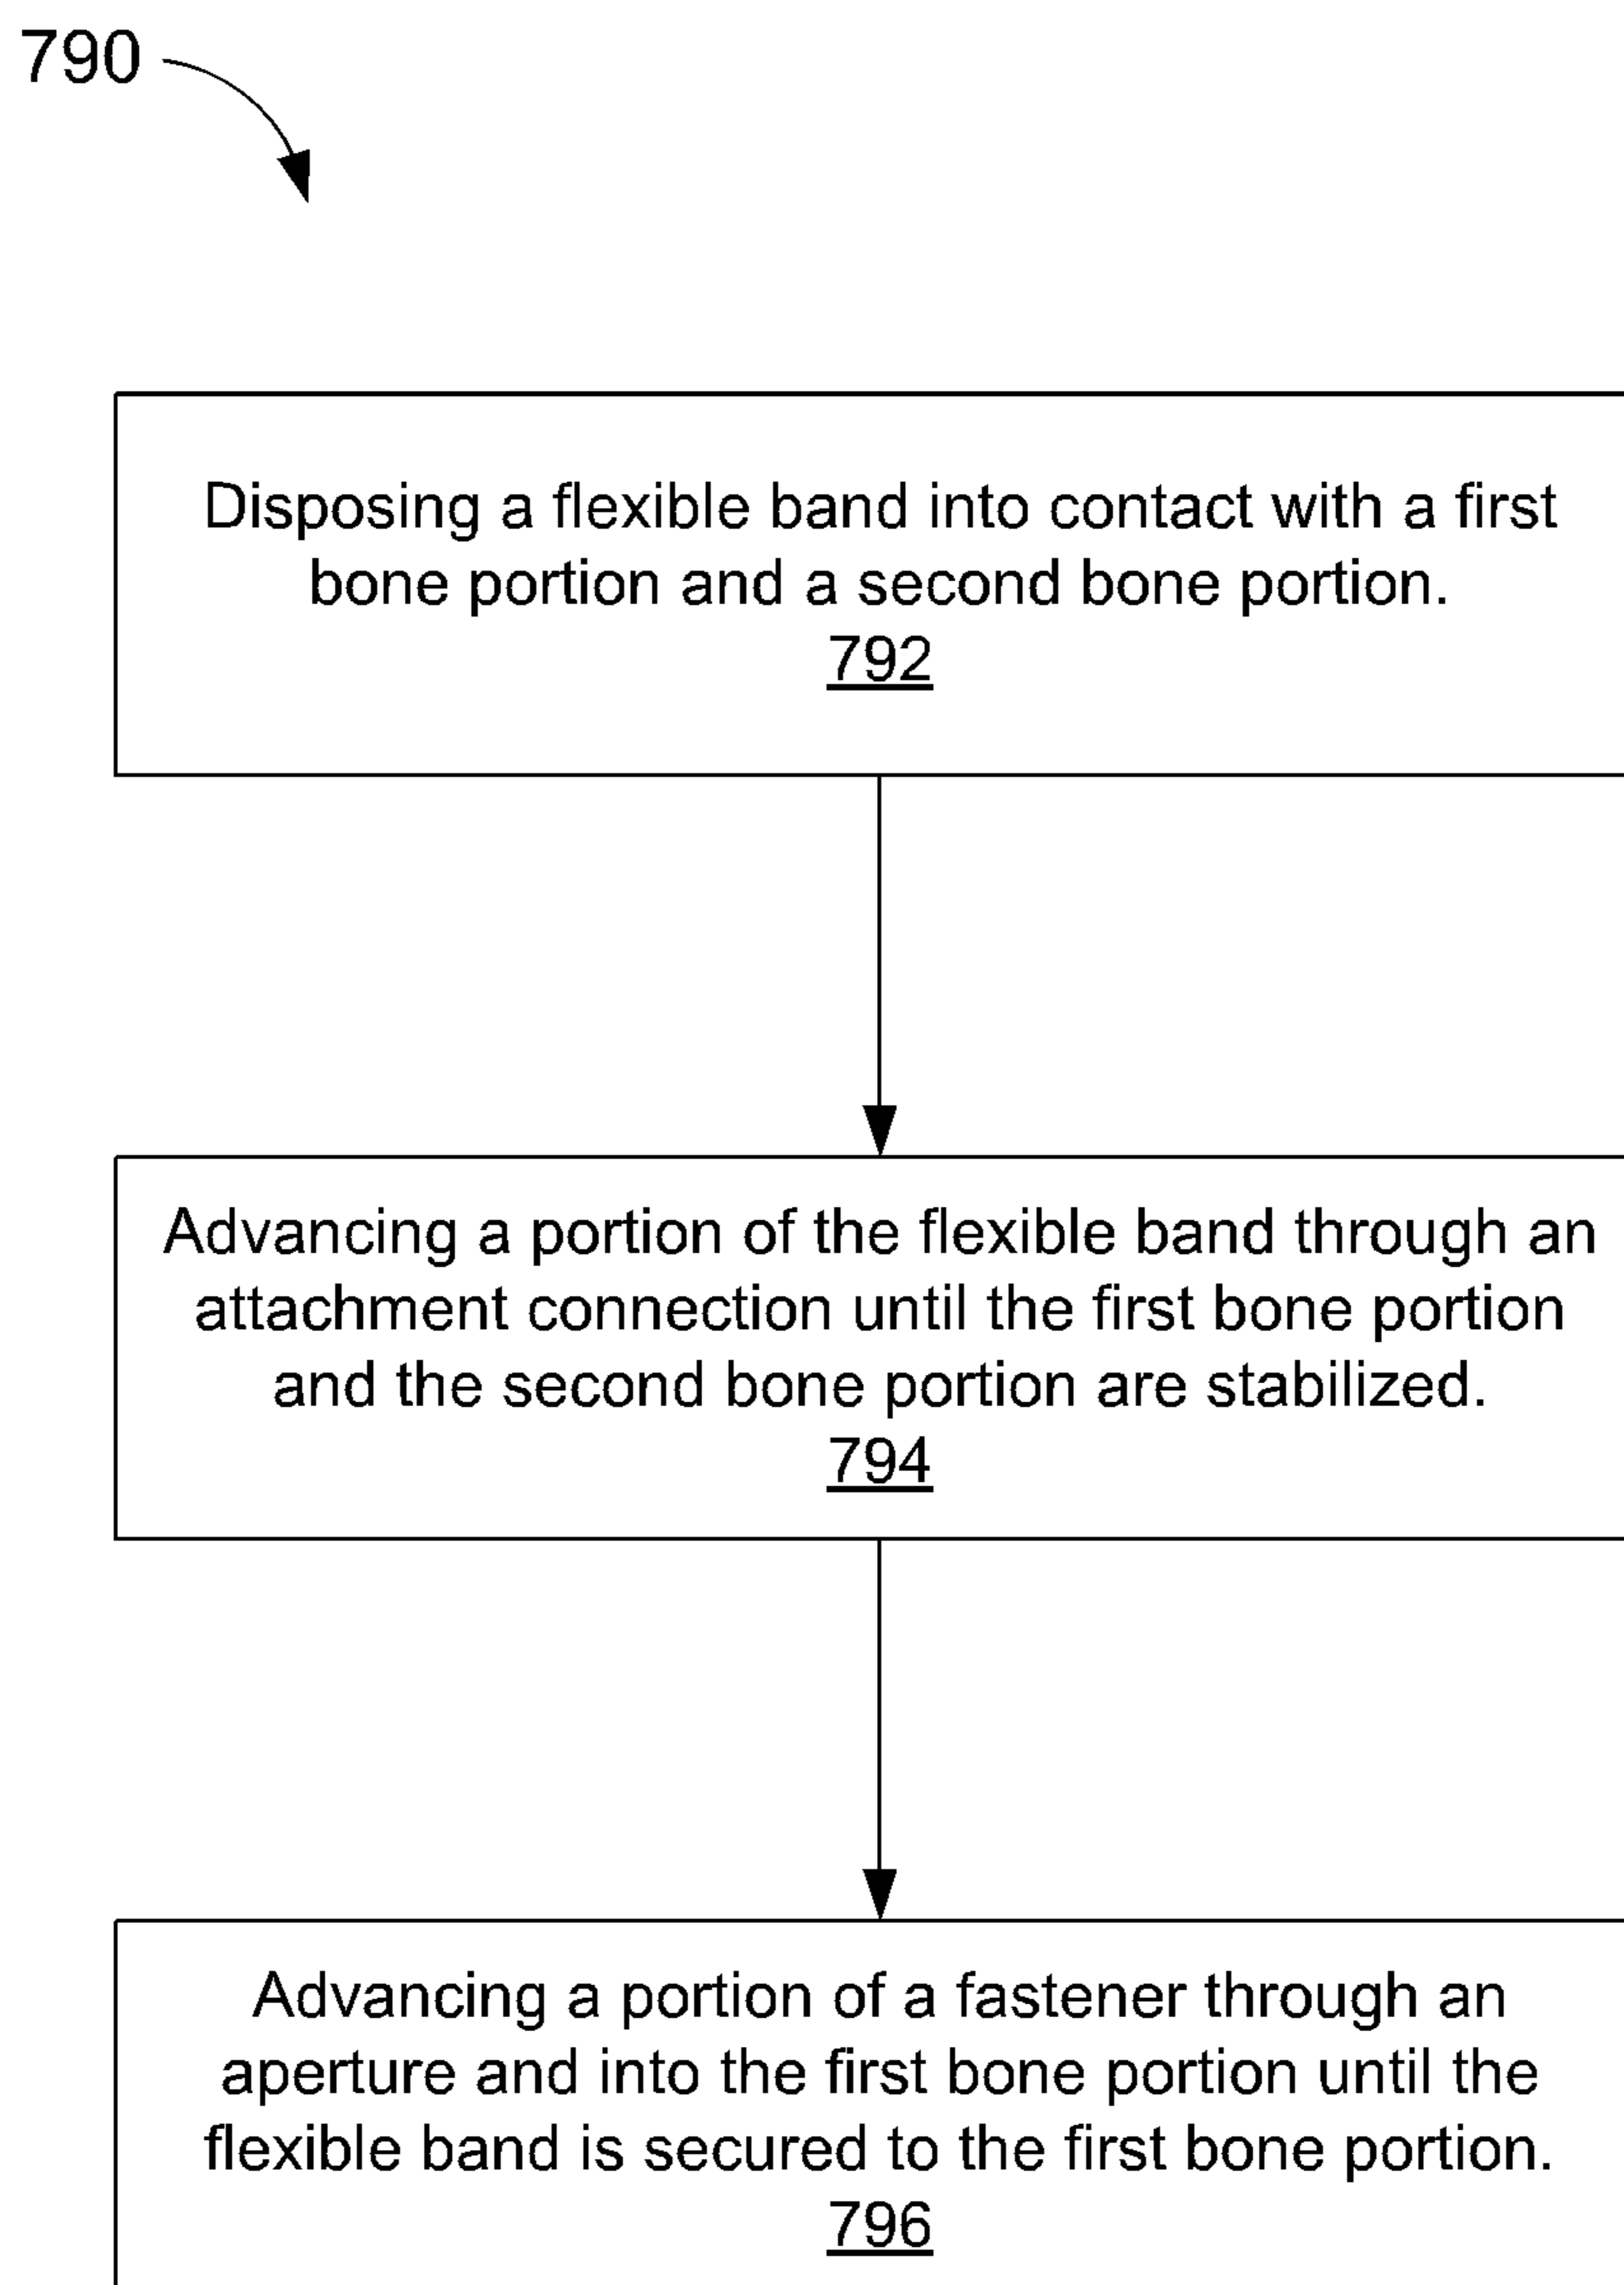 790
Disposing a flexible band into contact with a first
bone portion and a second bone portion.
792
Advancing a portion of the flexible band through an
attachment connection until the first bone portion
and the second bone portion are stabilized.
794
Advancing a portion of a fastener through an
aperture and into the first bone portion until the
flexible band is secured to the first bone portion.
796